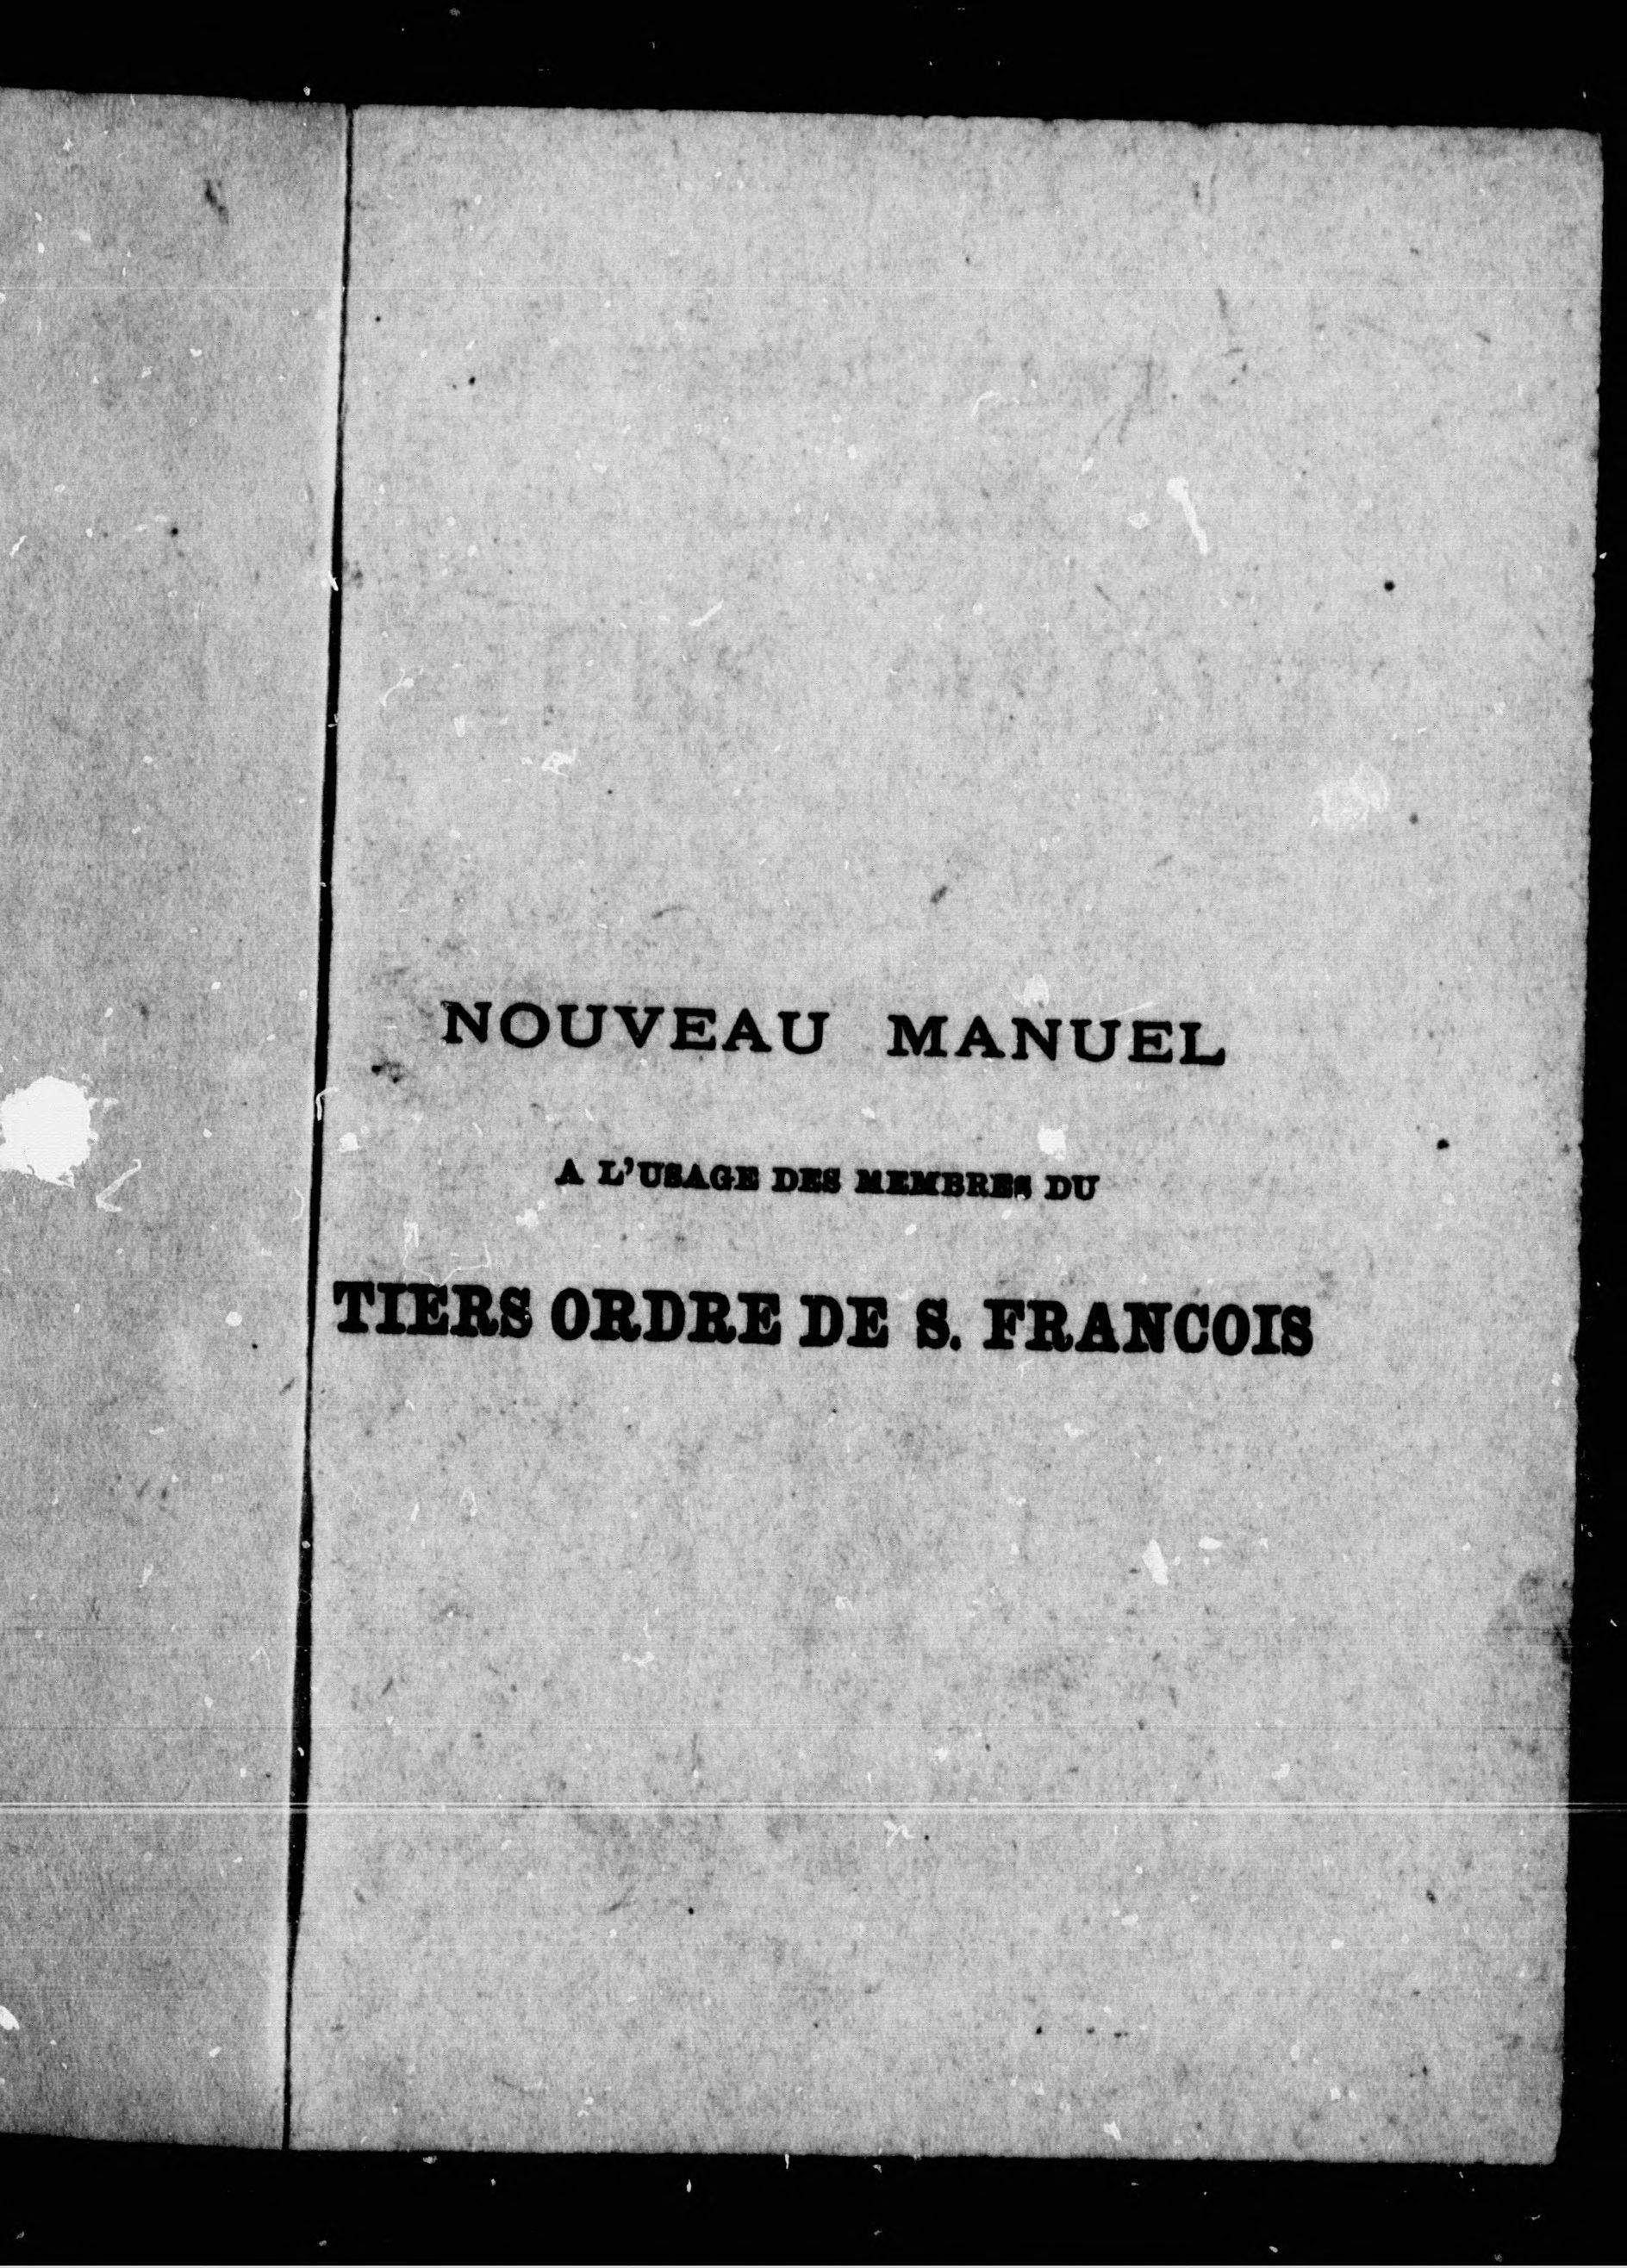 NOUVEAU MANUEL
A L'USAGE DES MEMBRES DU
TIERS ORDRE DE S. FRANCOIS